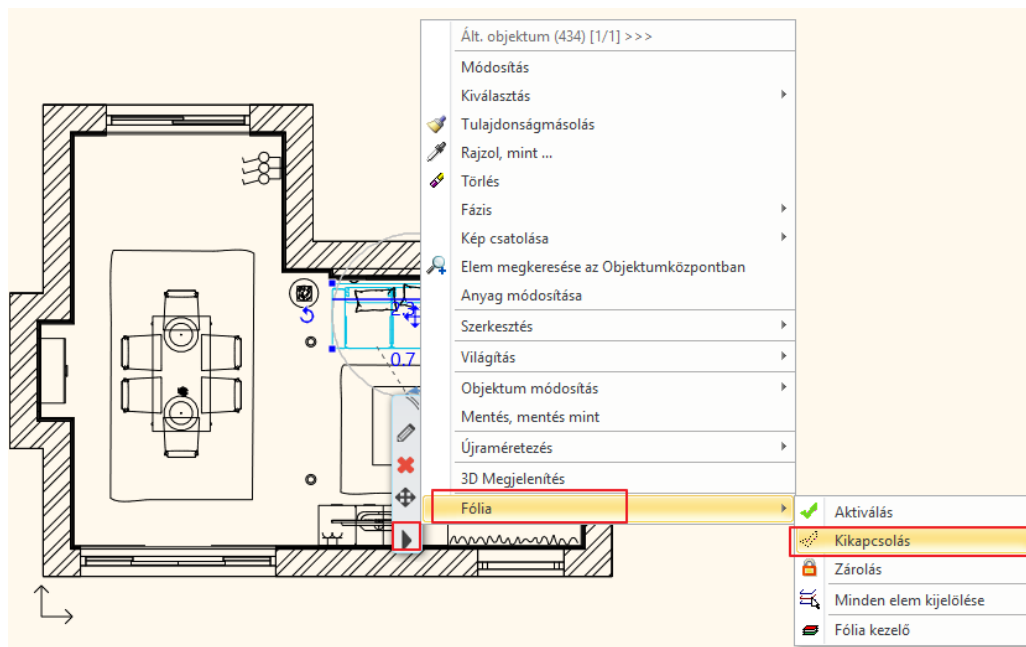 Ált. objektum (434) [1/1] >>>
Módosítás
Kiválasztás
Tulajdonságmásolás
Rajzol, mint ...
Törlés
Fázis
Kép csatolása
Elem megkeresése az Objektumközpontban
Anyag módosítása
Szerkesztés
Világítás
Objektum módosítás
Mentés, mentés mint
Újraméretezés
3D Megjelenítés
Fólia
Aktiválás
Kikapcsolás
Zárolás
Minden elem kijelölése
Fólia kezelő
0.7